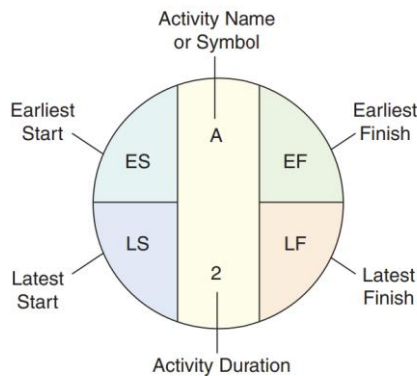 Activity Name
or Symbol
Earliest
Start
Earliest
Finish
A
ES
EF
LS
LF
2
Latest
Start
Latest
Finish
Activity Duration